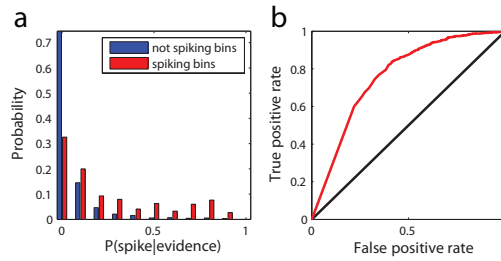 a
0.7
0.6
0.5
0.4
0.3
0.2
0.1
0
Probability
not spiking bins
spiking bins
0
0.5
1
P(spike|evidence)
b
1
0.8
0.6
0.4
0.2
0
True positive rate
0.5
False positive rate